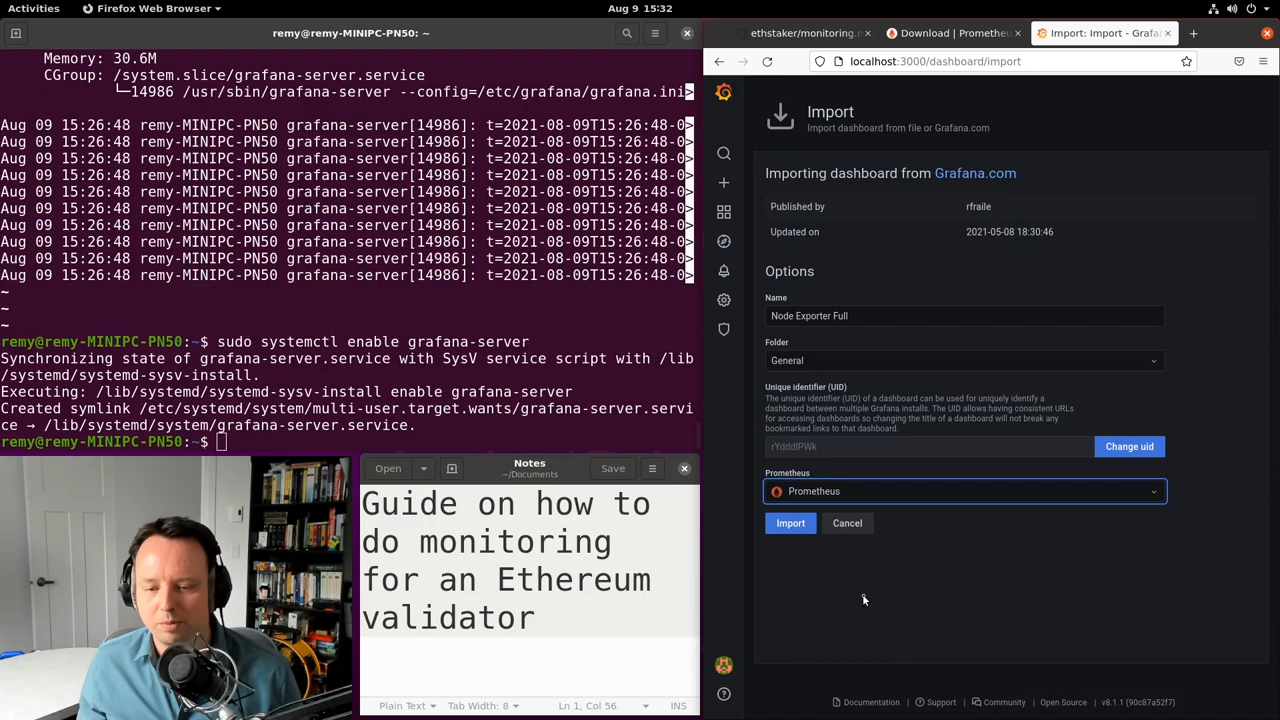 Activities
Firefox Web Browser
Aug 9 15:32
remy@remy-MINIPC-PN50: ~
Memory: 30.6M
CGroup: /system.slice/grafana-server.service
└─14986 /usr/sbin/grafana-server --config=/etc/grafana/grafana.ini>
Aug 09 15:26:48 remy-MINIPC-PN50 grafana-server[14986]: t=2021-08-09T15:26:48-0>
Aug 09 15:26:48 remy-MINIPC-PN50 grafana-server[14986]: t=2021-08-09T15:26:48-0>
Aug 09 15:26:48 remy-MINIPC-PN50 grafana-server[14986]: t=2021-08-09T15:26:48-0>
Aug 09 15:26:48 remy-MINIPC-PN50 grafana-server[14986]: t=2021-08-09T15:26:48-0>
Aug 09 15:26:48 remy-MINIPC-PN50 grafana-server[14986]: t=2021-08-09T15:26:48-0>
Aug 09 15:26:48 remy-MINIPC-PN50 grafana-server[14986]: t=2021-08-09T15:26:48-0>
Aug 09 15:26:48 remy-MINIPC-PN50 grafana-server[14986]: t=2021-08-09T15:26:48-0>
Aug 09 15:26:48 remy-MINIPC-PN50 grafana-server[14986]: t=2021-08-09T15:26:48-0>
Aug 09 15:26:48 remy-MINIPC-PN50 grafana-server[14986]: t=2021-08-09T15:26:48-0>
Aug 09 15:26:48 remy-MINIPC-PN50 grafana-server[14986]: t=2021-08-09T15:26:48-0>
~
~
~
remy@remy-MINIPC-PN50:~$ sudo systemctl enable grafana-server
Synchronizing state of grafana-server.service with SysV service script with /lib
/systemd/systemd-sysv-install.
Executing: /lib/systemd/systemd-sysv-install enable grafana-server
Created symlink /etc/systemd/system/multi-user.target.wants/grafana-server.servi
ce → /lib/systemd/system/grafana-server.service.
remy@remy-MINIPC-PN50:~$
Open
Notes
~/Documents
Save
Guide on how to
do monitoring
for an Ethereum
validator
Plain Text
Tab Width: 8
Ln 1, Col 56
INS
ethstaker/monitoring.m
Download | Prometheu
Import: Import - Grafa
localhost:3000/dashboard/import
Import
Import dashboard from file or Grafana.com
Importing dashboard from Grafana.com
Published by rfraile
Updated on 2021-05-08 18:30:46
Options
Name
Node Exporter Full
Folder
General
Unique identifier (UID)
The unique identifier (UID) of a dashboard can be used for uniquely identify a
dashboard between multiple Grafana installs. The UID allows having consistent URLs
for accessing dashboards so changing the title of a dashboard will not break any
bookmarked links to that dashboard.
rYdddlPWk
Change uid
Prometheus
Prometheus
Import
Cancel
Documentation | Support | Community | Open Source | v8.1.1 (90c87a52f7)